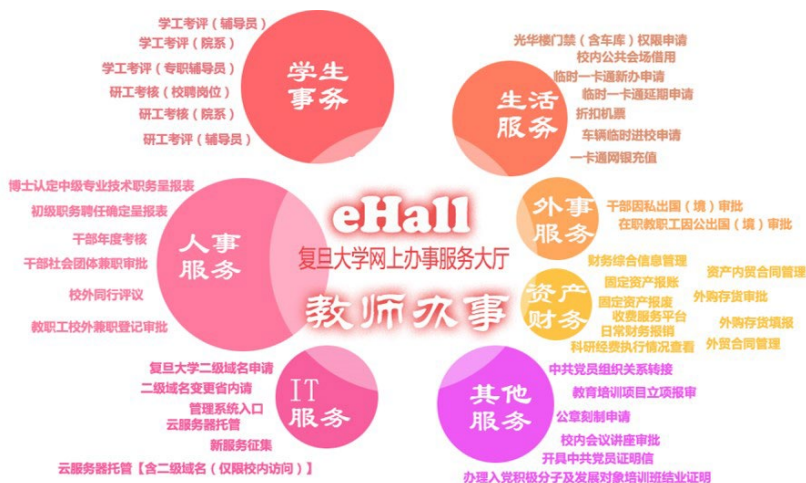 学工考评（辅导员）
学工考评（院系）
学工考评（专职辅导员）
研工考核（校聘岗位）
研工考核（院系）
研工考评（辅导员）
学生
事务
光华楼门禁（含车库）权限申请
校内公共会场借用
临时一卡通新办申请
临时一卡通延期申请
折扣机票
车辆临时进校申请
一卡通网银充值
生活
服务
博士认定中级专业技术职务呈报表
初级职务聘任确定呈报表
干部年度考核
干部社会团体兼职审批
校外同行评议
教职工校外兼职登记审批
人事
服务
eHall
复旦大学网上办事服务大厅
教师办事
外事
服务
干部因私出国（境）审批
在职教职工因公出国（境）审批
资产
财务
财务综合信息管理
资产内贸合同管理
固定资产报账
外购存货审批
固定资产报废
收费服务平台
外购存货填报
日常财务报销
外贸合同管理
科研经费执行情况查看
复旦大学二级域名申请
二级域名变更省内请
管理系统入口
云服务器托管
新服务征集
云服务器托管【含二级域名（仅限校内访问）】
IT
服务
其他
服务
中共党员组织关系转接
教育培训项目立项报审
公章刻制申请
校内会议讲座审批
开具中共党员证明信
办理入党积极分子及发展对象培训班结业证明